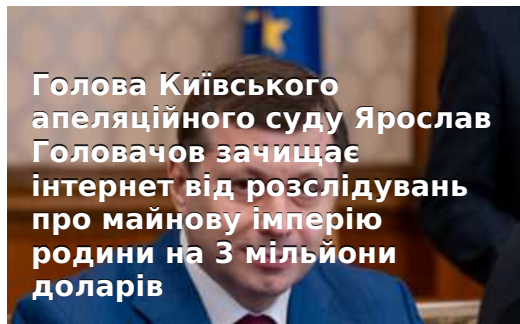 Голова Київського
апеляційного суду Ярослав
Головачов зачищає
інтернет від розслідувань
про майнову імперію
родини на 3 мільйони
доларів